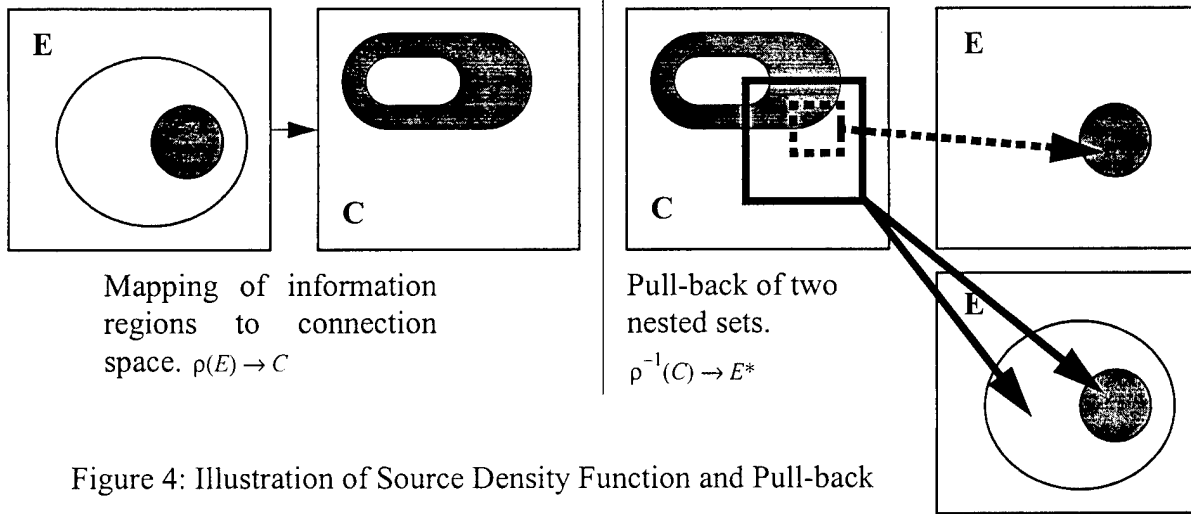 E
C
Mapping of information
regions to connection
space. ρ(E) → C
C
Pull-back of two
nested sets.
ρ⁻¹(C) → E*
E
E
Figure 4: Illustration of Source Density Function and Pull-back